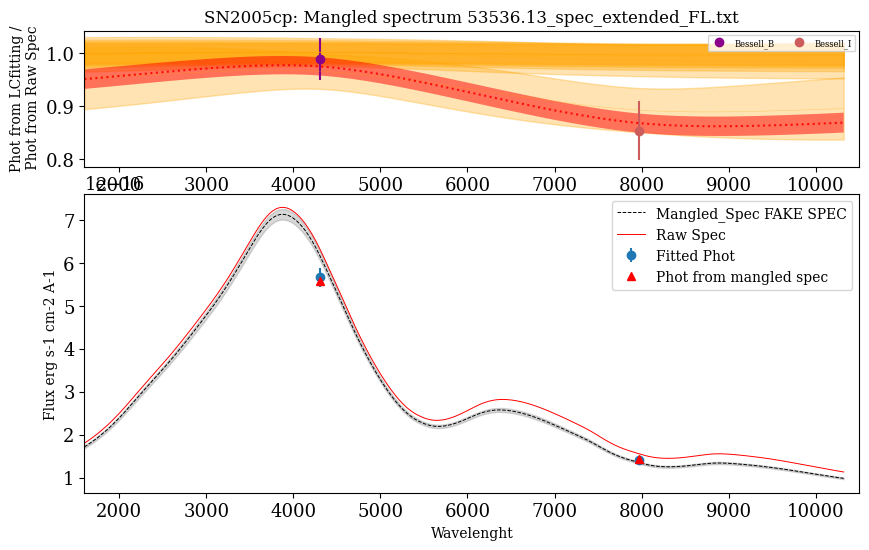 SN2005cp: Mangled spectrum 53536.13_spec_extended_FL.txt
Phot from LCfitting /
Phot from Raw Spec
1.0
0.9
0.8
Bessell_B
Bessell_I
2000 3000 4000 5000 6000 7000 8000 9000 10000
1e−16
7
6
5
4
3
2
1
Flux erg s-1 cm-2 A-1
Mangled_Spec FAKE SPEC
Raw Spec
Fitted Phot
Phot from mangled spec
2000 3000 4000 5000 6000 7000 8000 9000 10000
Wavelenght